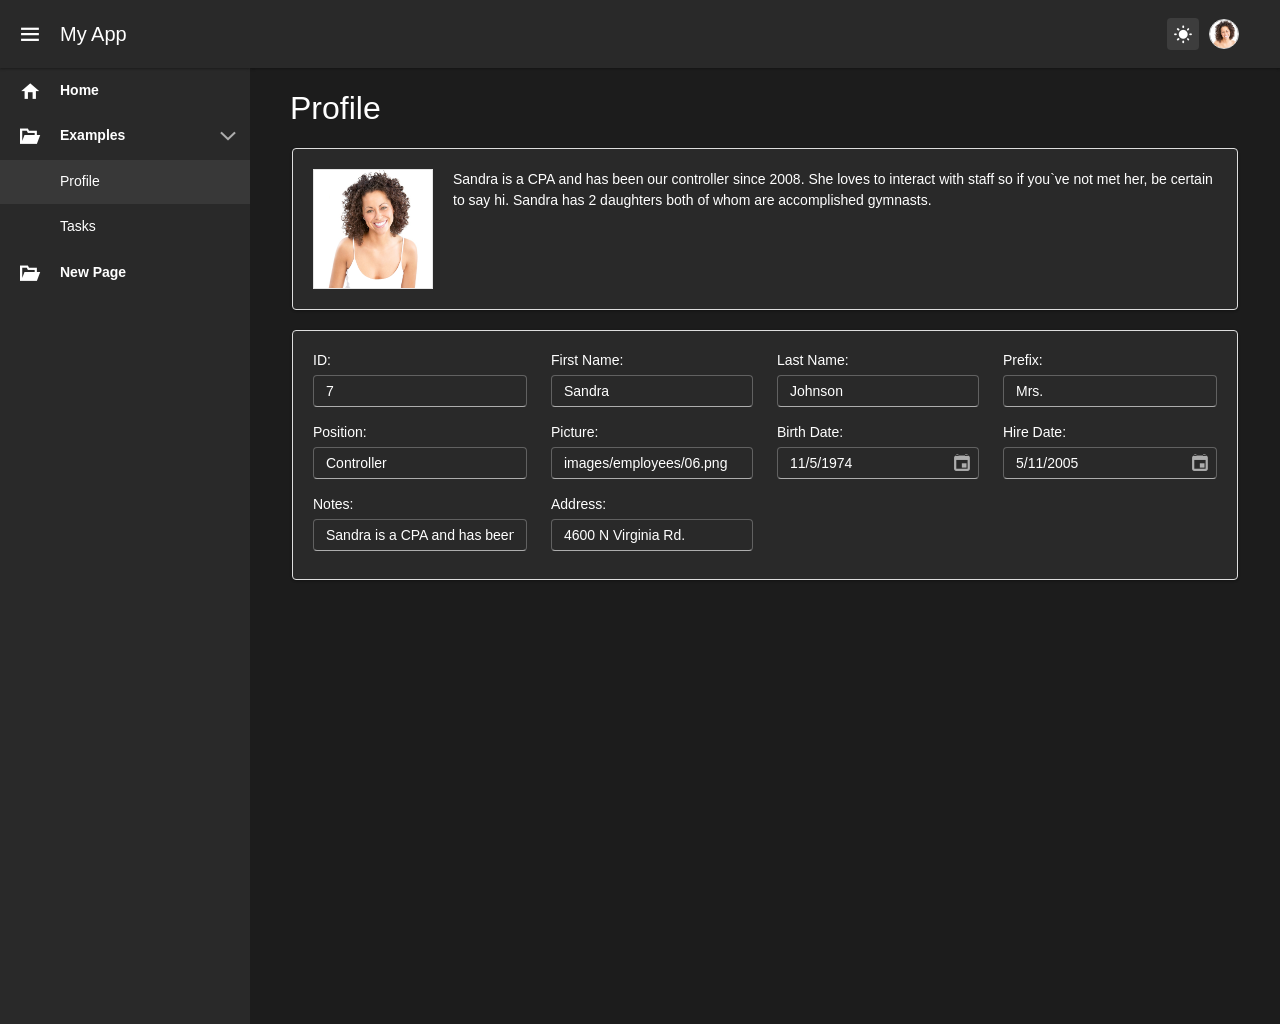 My App
Home
Examples
Profile
Tasks
New Page
Profile
Sandra is a CPA and has been our controller since 2008. She loves to interact with staff so if you`ve not met her, be certain
to say hi. Sandra has 2 daughters both of whom are accomplished gymnasts.
ID: First Name: Last Name: Prefix:
7 Sandra Johnson Mrs.
Position: Picture: Birth Date: Hire Date:
Controller images/employees/06.png 11/5/1974 5/11/2005
Notes: Address:
Sandra is a CPA and has been 4600 N Virginia Rd.